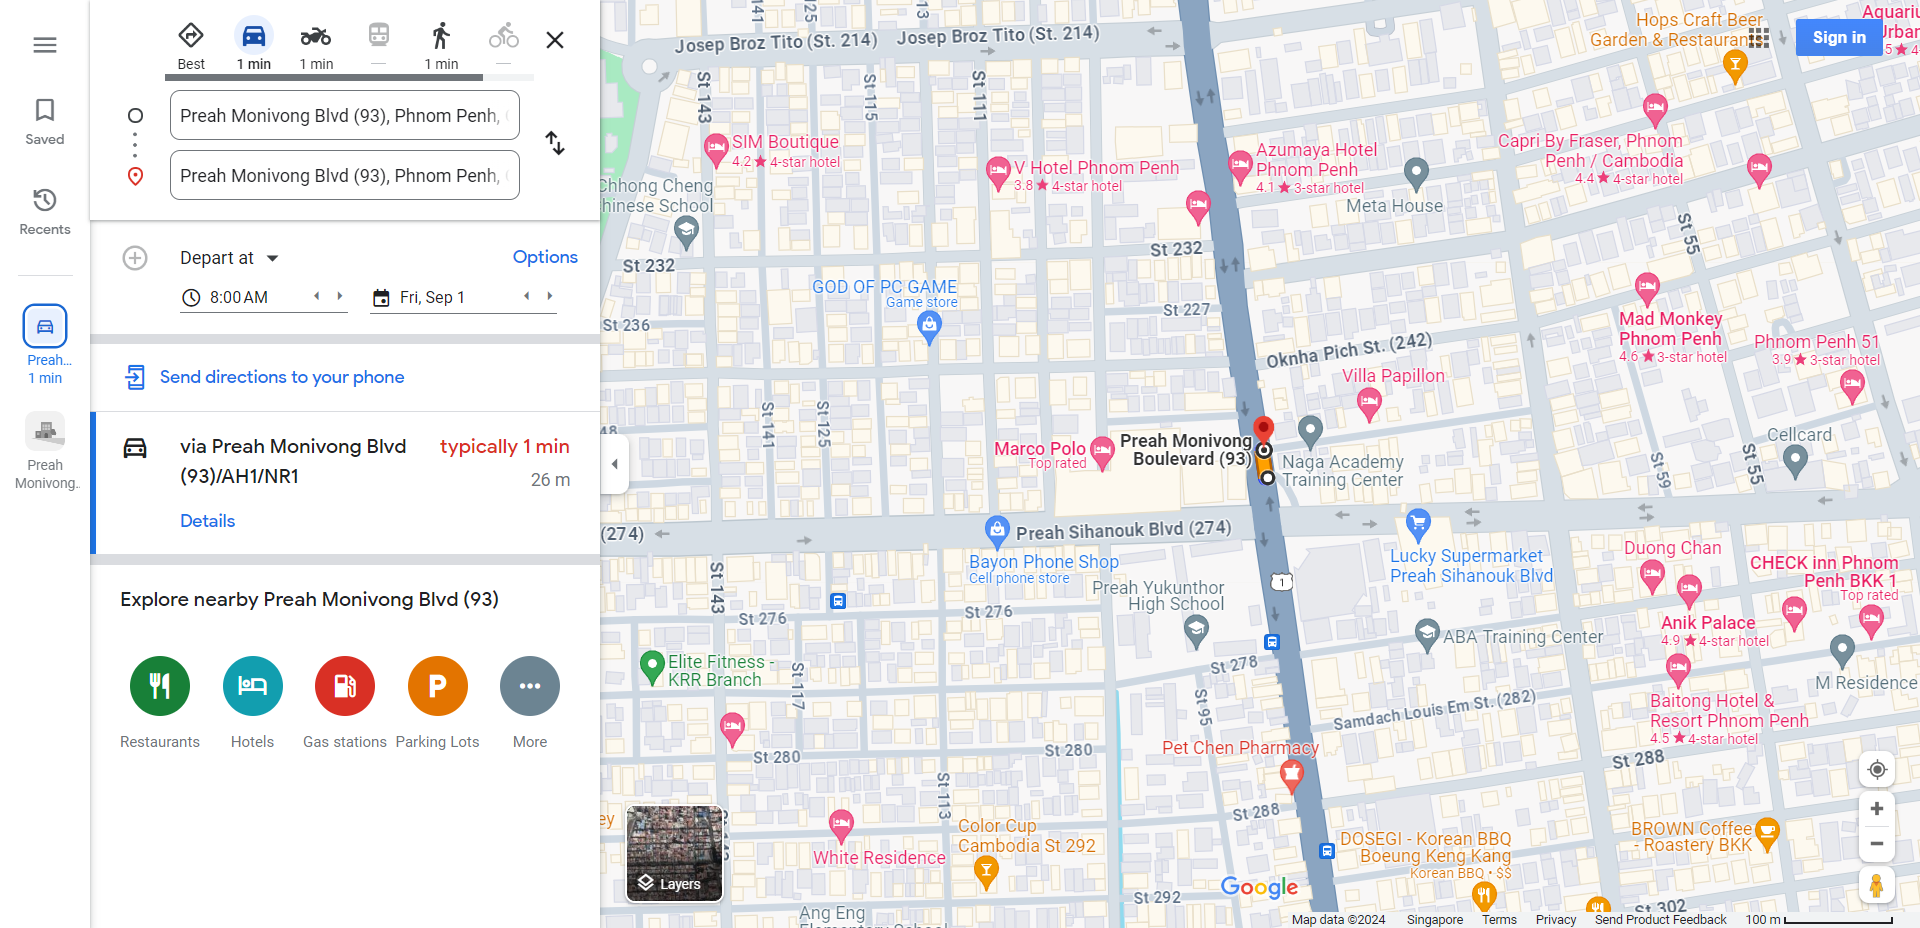 Saved
Recents
Preah...
1 min
Preah
Monivong...
Best
1 min
1 min
1 min
Preah Monivong Blvd (93), Phnom Penh,
Preah Monivong Blvd (93), Phnom Penh,
Depart at
Options
8:00 AM
Fri, Sep 1
Send directions to your phone
via Preah Monivong Blvd
(93)/AH1/NR1
typically 1 min
26 m
Details
Explore nearby Preah Monivong Blvd (93)
Restaurants
Hotels
Gas stations
Parking Lots
More
Sign in
Josep Broz Tito (St. 214)
Josep Broz Tito (St. 214)
Hops Craft Beer
Garden & Restaurant
St 143
St 115
St 111
SIM Boutique
4.2 ★ 4-star hotel
V Hotel Phnom Penh
3.8 ★ 4-star hotel
Azumaya Hotel
Phnom Penh
4.1 ★ 3-star hotel
Capri By Fraser, Phnom
Penh / Cambodia
4.4 ★ 4-star hotel
Chhong Cheng
hinese School
Meta House
St 55
St 232
St 232
GOD OF PC GAME
Game store
St 236
St 227
Mad Monkey
Phnom Penh
4.6 ★ 3-star hotel
Phnom Penh 51
3.9 ★ 3-star hotel
Oknha Pich St. (242)
Villa Papillon
St 141
St 125
Marco Polo
Top rated
Preah Monivong
Boulevard (93)
Naga Academy
Training Center
Cellcard
St 59
St 55
(274)
Preah Sihanouk Blvd (274)
Bayon Phone Shop
Cell phone store
Lucky Supermarket
Preah Sihanouk Blvd
Duong Chan
CHECK inn Phnom
Penh BKK 1
Top rated
1
St 143
Preah Yukunthor
High School
St 276
St 276
Anik Palace
4.9 ★ 4-star hotel
ABA Training Center
Elite Fitness -
KRR Branch
St 117
St 278
St 95
M Residence
Samdach Louis Em St. (282)
Baitong Hotel &
Resort Phnom Penh
4.5 ★ 4-star hotel
St 280
St 280
Pet Chen Pharmacy
St 288
St 113
St 288
Color Cup
Cambodia St 292
White Residence
DOSEGI - Korean BBQ
Boeung Keng Kang
Korean BBQ • $$
BROWN Coffee
- Roastery BKK
Layers
St 292
St 302
Ang Eng
Elementary School
Google
Map data ©2024
Singapore
Terms
Privacy
Send Product Feedback
100 m